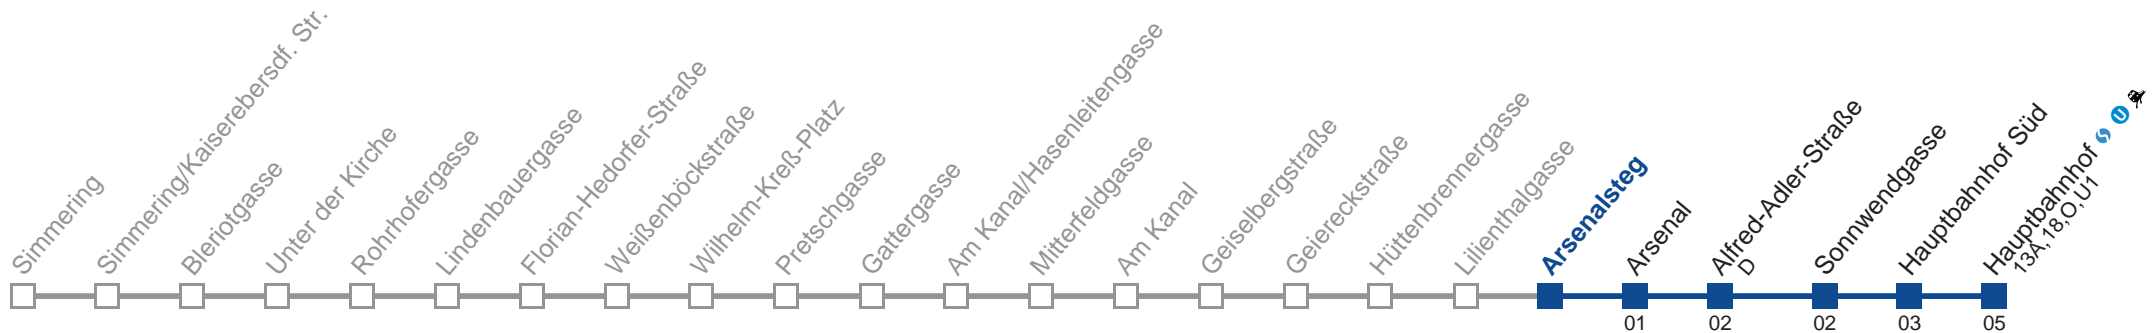 Simmering
Simmering/Kaiserebersdf. Str.
Bleriotgasse
Unter der Kirche
Rohrhofergasse
Lindenbauergasse
Florian-Hedorfer-Straße
Weißenböckstraße
Wilhelm-Kreß-Platz
Pretschgasse
Gattergasse
Am Kanal/Hasenleitengasse
Mitterfeldgasse
Am Kanal
Geiselbergstraße
Geiereckstraße
Hüttenbrennergasse
Lilienthalgasse
Arsenalsteg
Arsenal
Alfred-Adler-Straße
D
Sonnwendgasse
Hauptbahnhof Süd
Hauptbahnhof S U
13A,18,O,U1
01 02 02 03 05